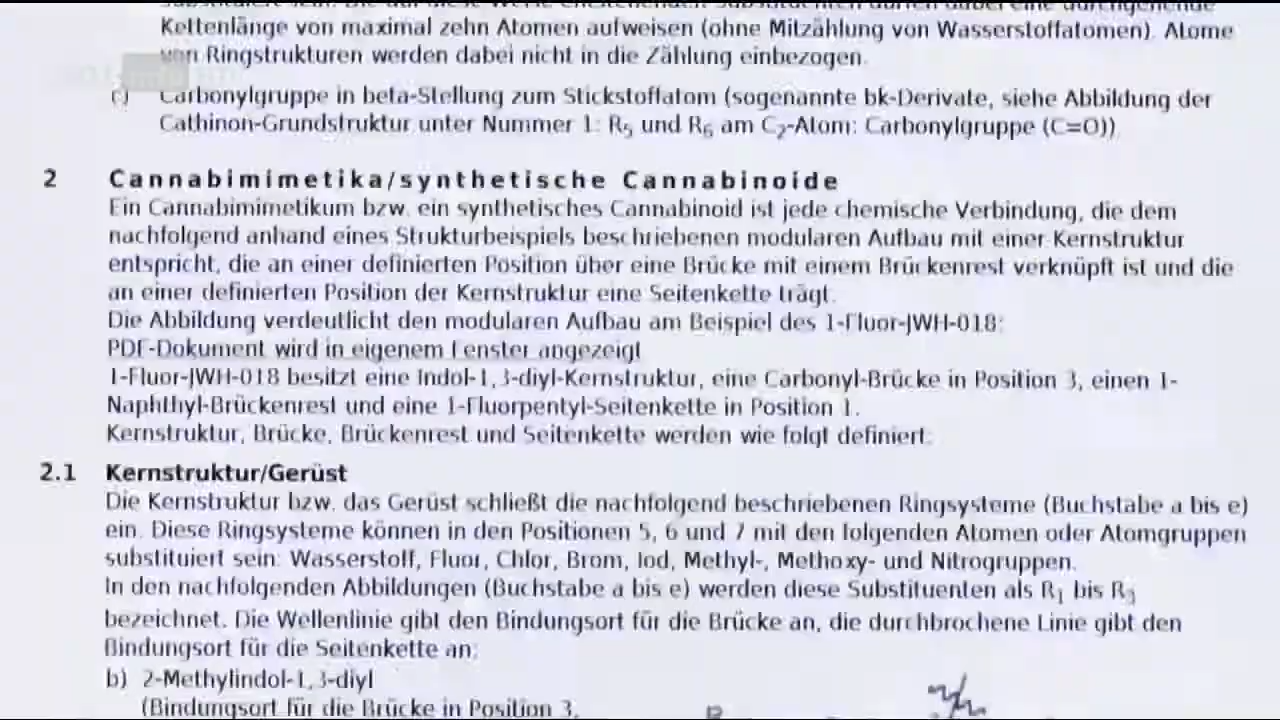 Kettenlänge von maximal zehn Atomen aufweisen (ohne Mitzählung von Wasserstoffatomen). Atome
von Ringstrukturen werden dabei nicht in die Zählung einbezogen.
Carbonylgruppe in beta-Stellung zum Stickstoffatom (sogenannte bk-Derivate, siehe Abbildung der
Cathinon-Grundstruktur unter Nummer 1: R5 und R6 am C2-Atom: Carbonylgruppe (C=O)).
2 Cannabimimetika/synthetische Cannabinoide
Ein Cannabimimetikum bzw. ein synthetisches Cannabinoid ist jede chemische Verbindung, die dem
nachfolgend anhand eines Strukturbeispiels beschriebenen modularen Aufbau mit einer Kernstruktur
entspricht, die an einer definierten Position über eine Brücke mit einem Brückenrest verknüpft ist und die
an einer definierten Position der Kernstruktur eine Seitenkette trägt.
Die Abbildung verdeutlicht den modularen Aufbau am Beispiel des 1-Fluor-JWH-018:
PDF-Dokument wird in eigenem Fenster angezeigt
1-Fluor-JWH-018 besitzt eine Indol-1,3-diyl-Kernstruktur, eine Carbonyl-Brücke in Position 3, einen 1-
Naphthyl-Brückenrest und eine 1-Fluorpentyl-Seitenkette in Position 1.
Kernstruktur, Brücke, Brückenrest und Seitenkette werden wie folgt definiert:
2.1 Kernstruktur/Gerüst
Die Kernstruktur bzw. das Gerüst schließt die nachfolgend beschriebenen Ringsysteme (Buchstabe a bis e)
ein. Diese Ringsysteme können in den Positionen 5, 6 und 7 mit den folgenden Atomen oder Atomgruppen
substituiert sein: Wasserstoff, Fluor, Chlor, Brom, Iod, Methyl-, Methoxy- und Nitrogruppen.
In den nachfolgenden Abbildungen (Buchstabe a bis e) werden diese Substituenten als R1 bis R3
bezeichnet. Die Wellenlinie gibt den Bindungsort für die Brücke an, die durchbrochene Linie gibt den
Bindungsort für die Seitenkette an:
b) 2-Methylindol-1,3-diyl
(Bindungsort für die Brücke in Position 3,